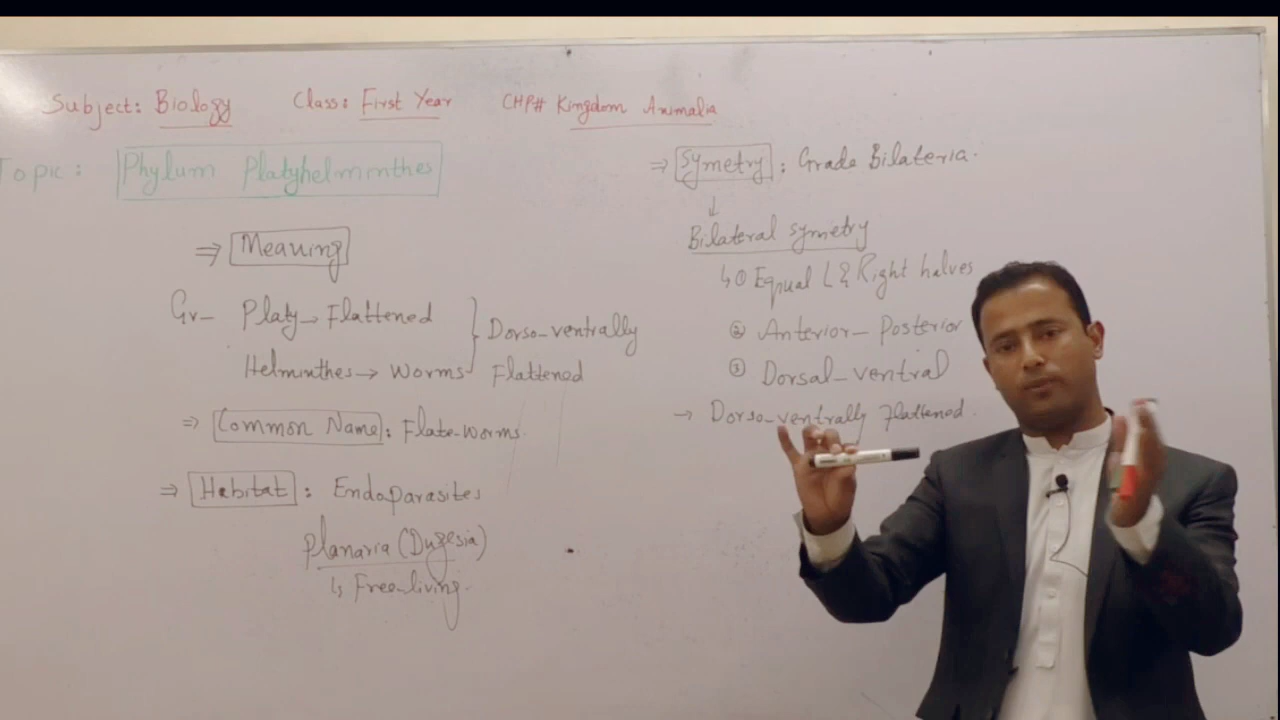 Subject: Biology Class: First Year CHP# Kingdom Animalia
Topic: Phylum Platyhelminthes
⇒ Meaning
Gr- Platy → Flattened
Helminthes → Worms
} Dorso-ventrally
Flattened
⇒ Common Name: Flate-worms.
⇒ Habitat: Endoparasites
Planaria (Dugesia)
↳ Free-living.
⇒ Symetry: Grade Bilateria.
↓
Bilateral symetry
↳ ① Equal L & Right halves
② Anterior-Posterior
③ Dorsal-ventral
→ Dorso-ventrally flattened.